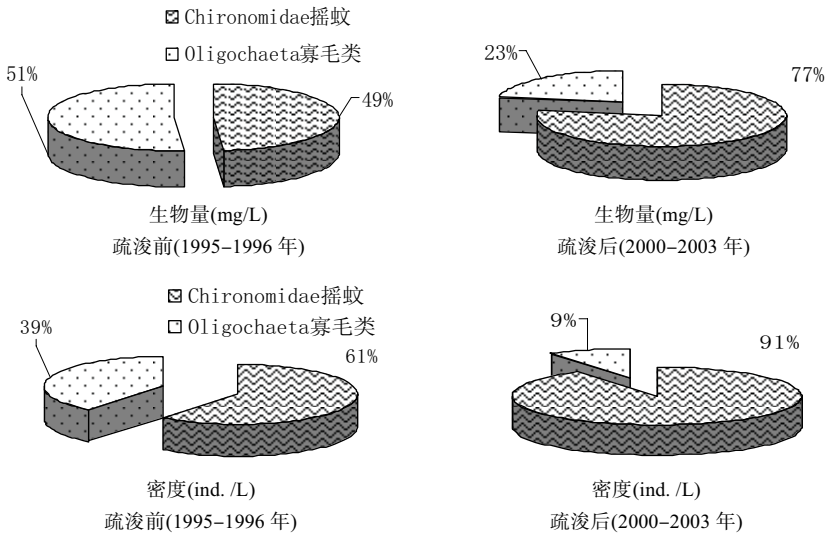 Chironomidae摇蚊
Oligochaeta寡毛类
51%
49%
23%
77%
生物量(mg/L)
疏浚前(1995–1996 年)
生物量(mg/L)
疏浚后(2000–2003 年)
Chironomidae摇蚊
Oligochaeta寡毛类
39%
61%
9%
91%
密度(ind. /L)
疏浚前(1995–1996 年)
密度(ind. /L)
疏浚后(2000–2003 年)